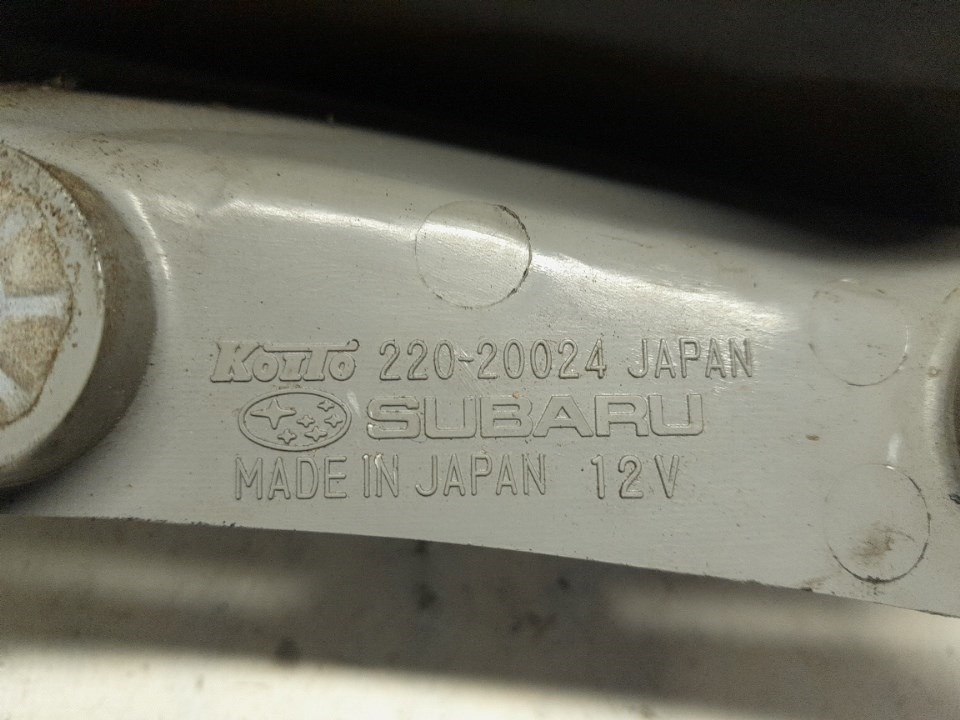 KOITO 220-20024 JAPAN
SUBARU
MADE IN JAPAN 12V